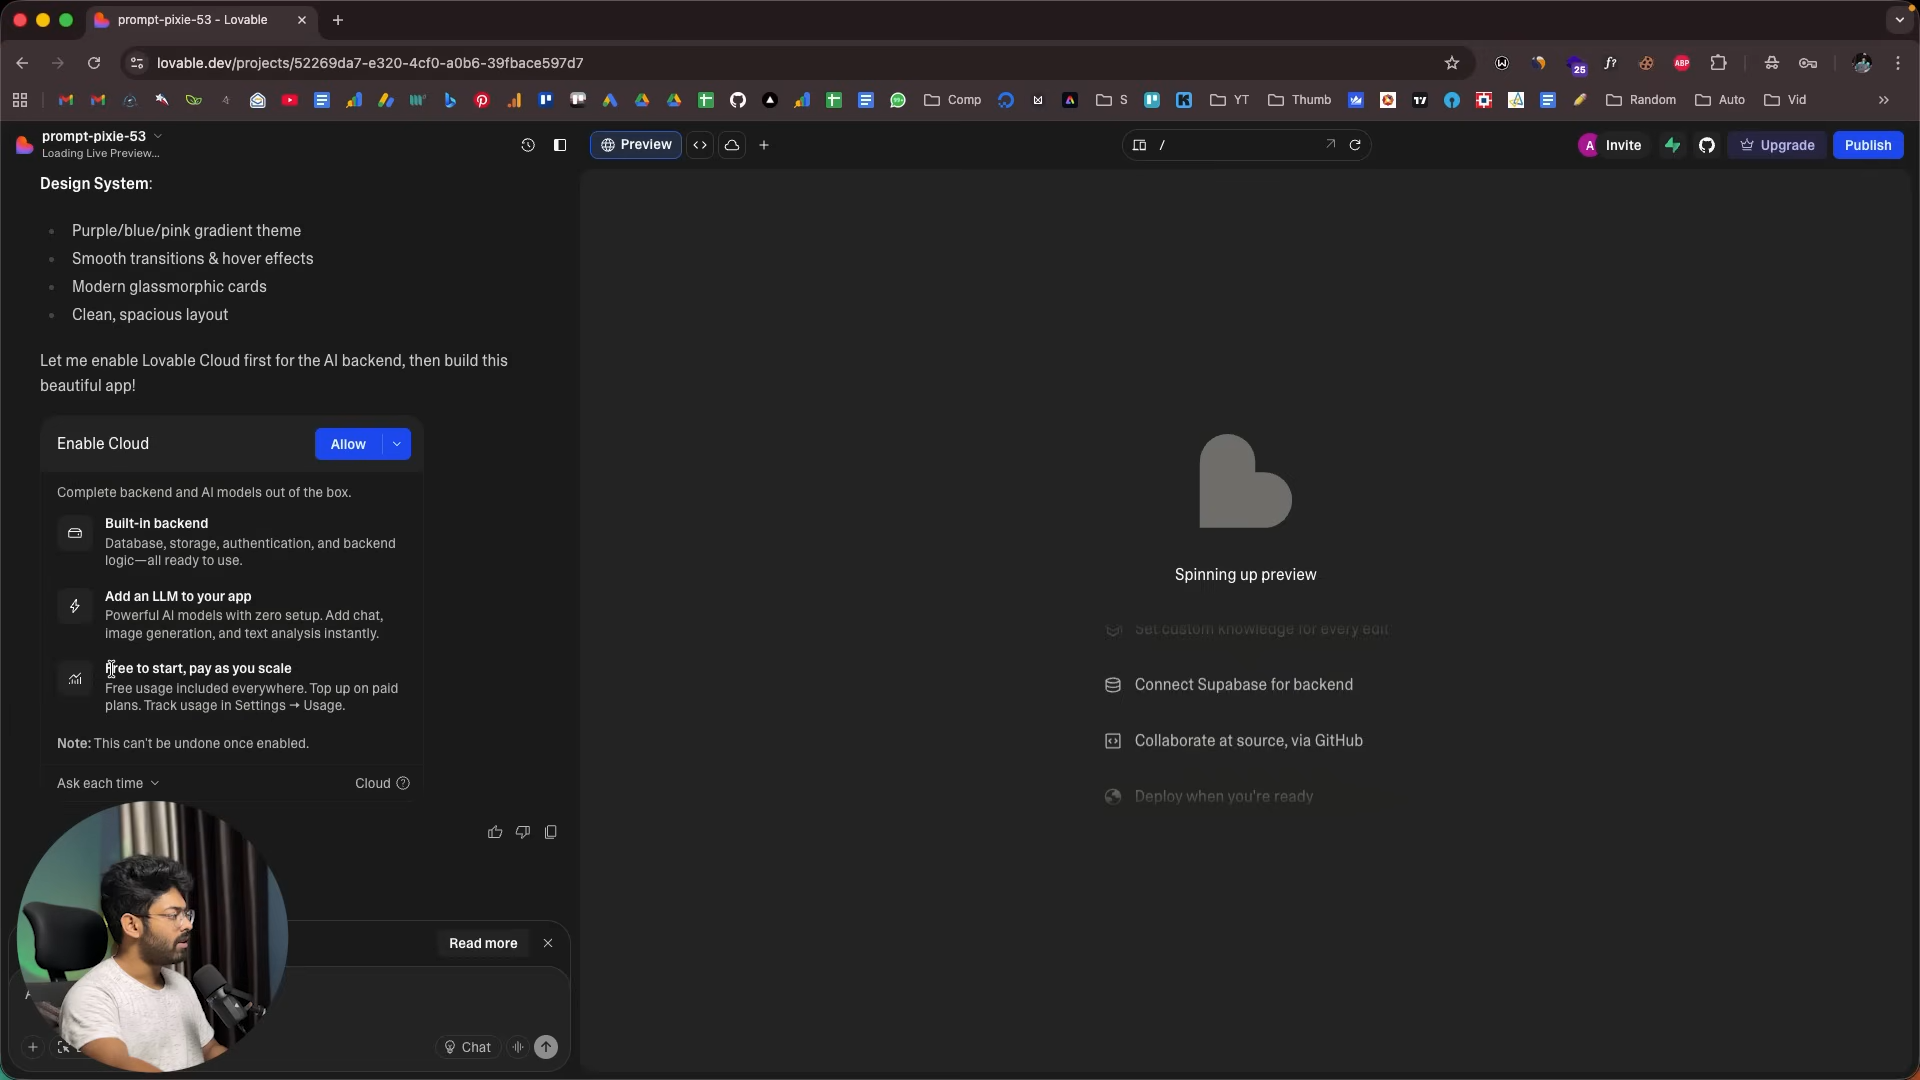 prompt-pixie-53 - Lovable
lovable.dev/projects/52269da7-e320-4cf0-a0b6-39fbace597d7
25
ABP
Comp
S
YT
Thumb
Random
Auto
Vid
prompt-pixie-53
Loading Live Preview...
Preview
/
A
Invite
Upgrade
Publish
Design System:
Purple/blue/pink gradient theme
Smooth transitions & hover effects
Modern glassmorphic cards
Clean, spacious layout
Let me enable Lovable Cloud first for the AI backend, then build this
beautiful app!
Enable Cloud
Allow
Complete backend and AI models out of the box.
Built-in backend
Database, storage, authentication, and backend
logic—all ready to use.
Add an LLM to your app
Powerful AI models with zero setup. Add chat,
image generation, and text analysis instantly.
Free to start, pay as you scale
Free usage included everywhere. Top up on paid
plans. Track usage in Settings → Usage.
Note: This can't be undone once enabled.
Ask each time
Cloud
Read more
Chat
Spinning up preview
Set custom knowledge for every edit
Connect Supabase for backend
Collaborate at source, via GitHub
Deploy when you're ready